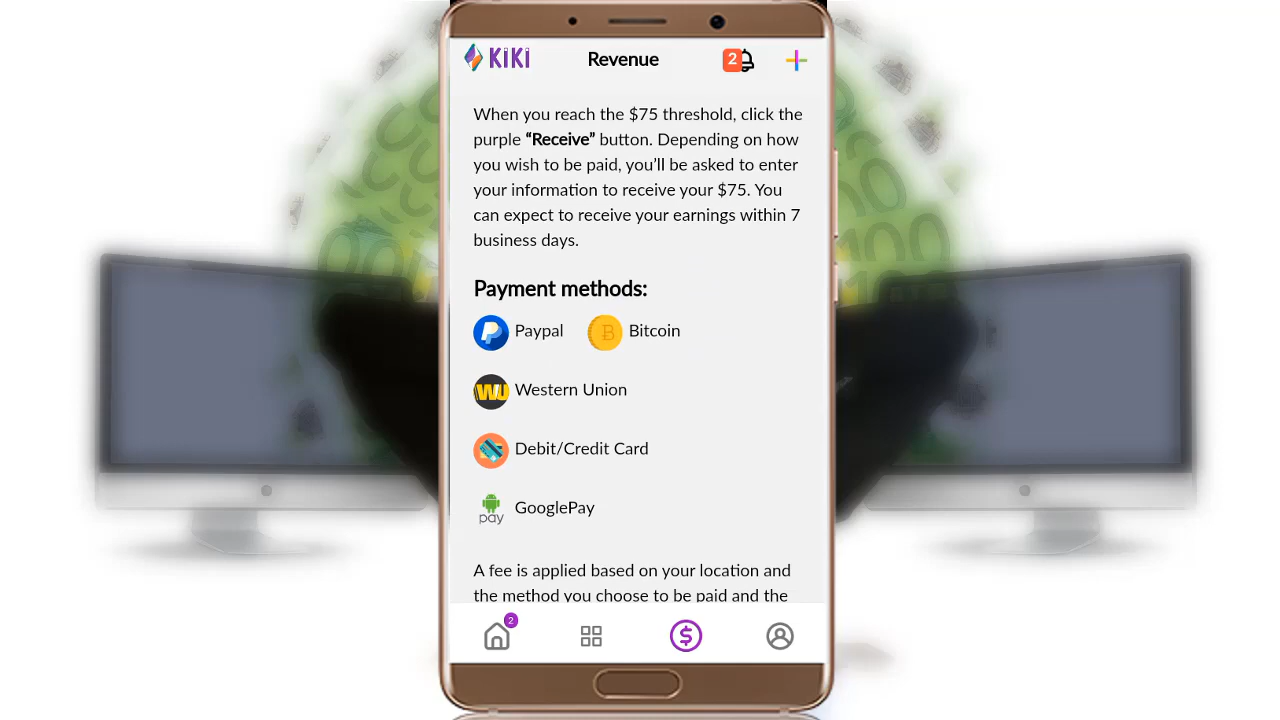 KiKi
Revenue
2
When you reach the $75 threshold, click the
purple “Receive” button. Depending on how
you wish to be paid, you’ll be asked to enter
your information to receive your $75. You
can expect to receive your earnings within 7
business days.
Payment methods:
Paypal
Bitcoin
Western Union
Debit/Credit Card
pay
GooglePay
A fee is applied based on your location and
the method you choose to be paid and the
2
100
100